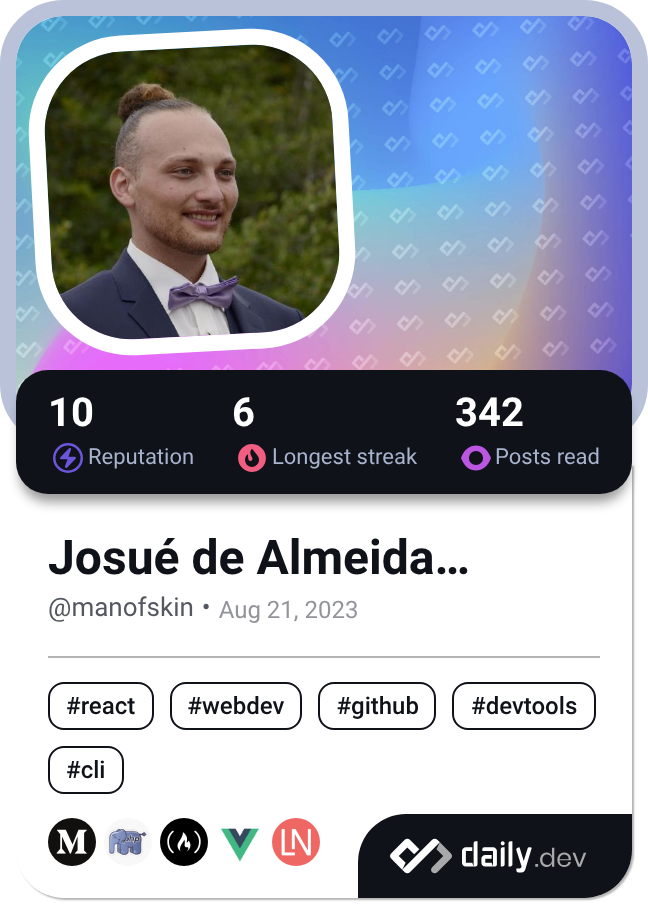 10 6 342
Reputation Longest streak Posts read
Josué de Almeida...
@manofskin • Aug 21, 2023
#react #webdev #github #devtools
#cli
M php LN
daily.dev